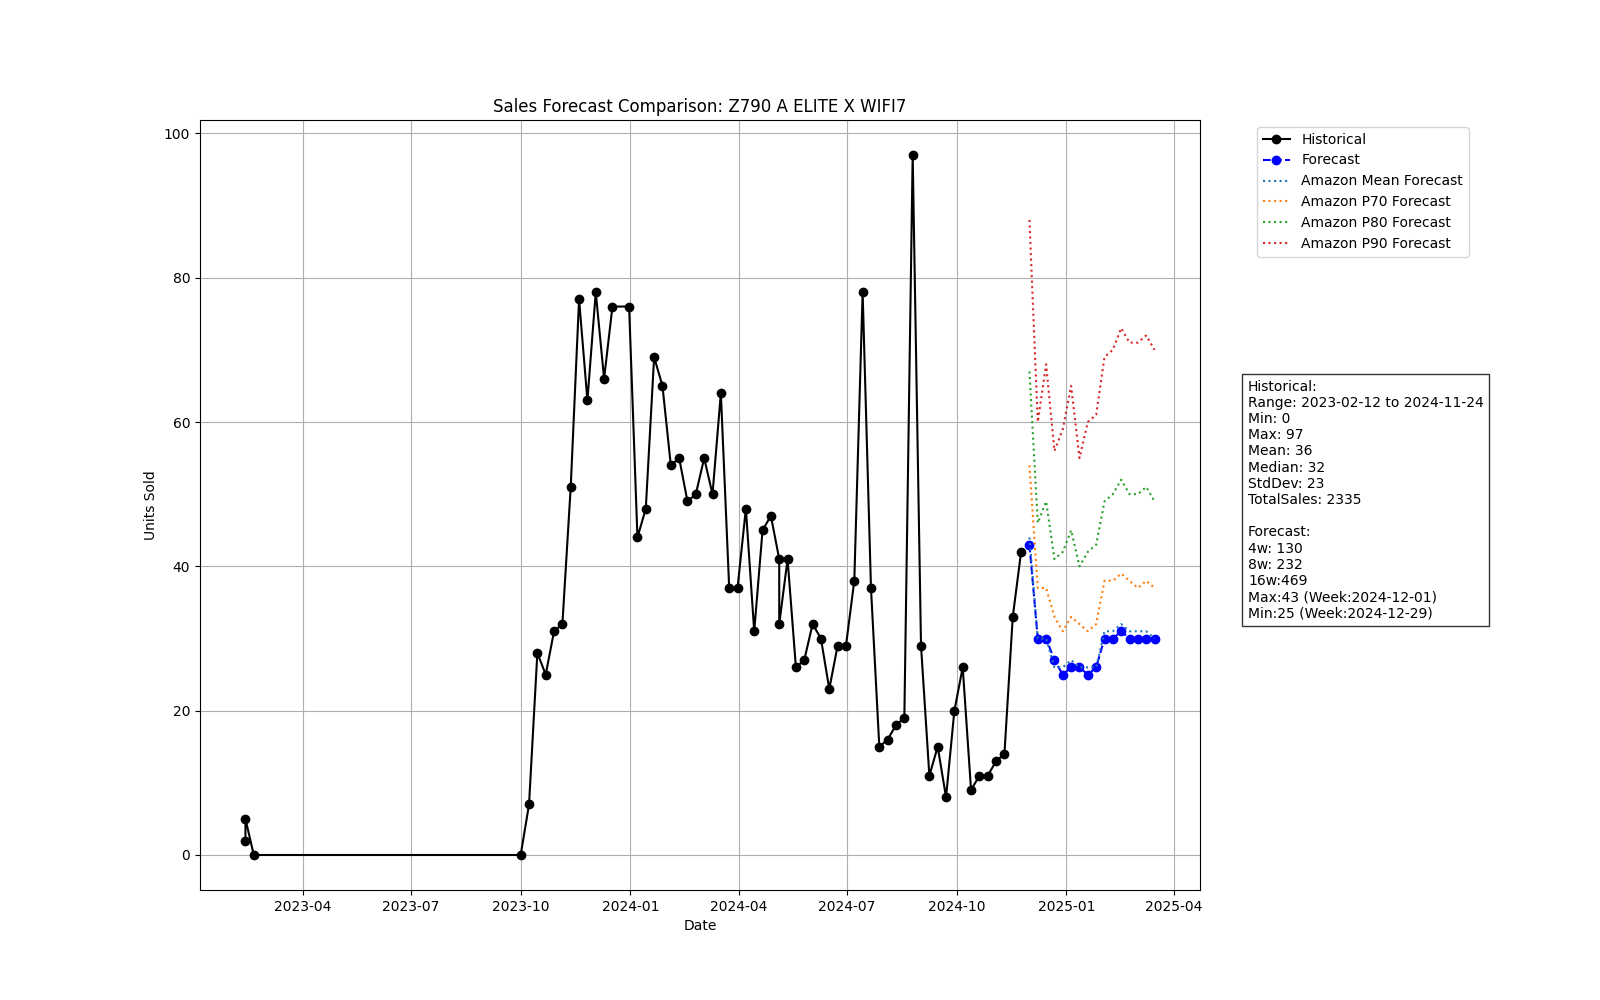 Sales Forecast Comparison: Z790 A ELITE X WIFI7
Units Sold
100
80
60
40
20
0
2023-04
2023-07
2023-10
2024-01
2024-04
2024-07
2024-10
2025-01
2025-04
Date
Historical
Forecast
Amazon Mean Forecast
Amazon P70 Forecast
Amazon P80 Forecast
Amazon P90 Forecast
Historical:
Range: 2023-02-12 to 2024-11-24
Min: 0
Max: 97
Mean: 36
Median: 32
StdDev: 23
TotalSales: 2335
Forecast:
4w: 130
8w: 232
16w:469
Max:43 (Week:2024-12-01)
Min:25 (Week:2024-12-29)